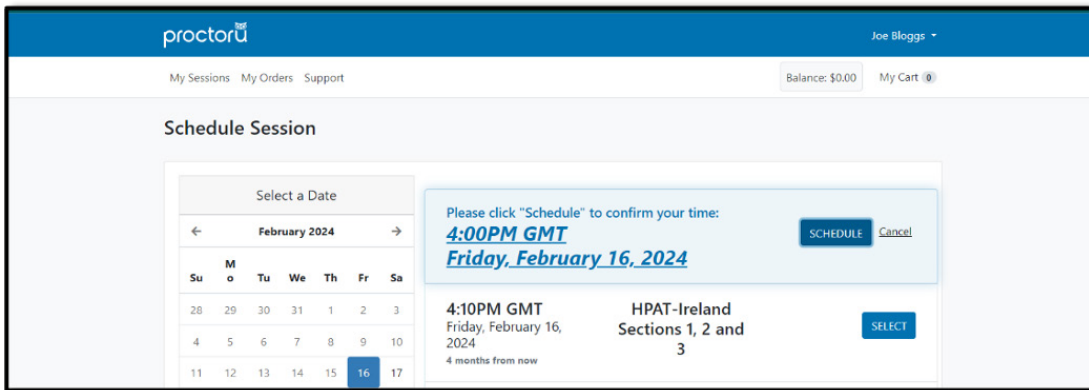 proctoru
Joe Bloggs
My Sessions My Orders Support
Balance: $0.00 My Cart 0
Schedule Session
Select a Date
← February 2024 →
Su Mo Tu We Th Fr Sa
28 29 30 31 1 2 3
4 5 6 7 8 9 10
11 12 13 14 15 16 17
Please click "Schedule" to confirm your time:
4:00PM GMT
Friday, February 16, 2024
SCHEDULE Cancel
4:10PM GMT
Friday, February 16,
2024
4 months from now
HPAT-Ireland
Sections 1, 2 and
3
SELECT